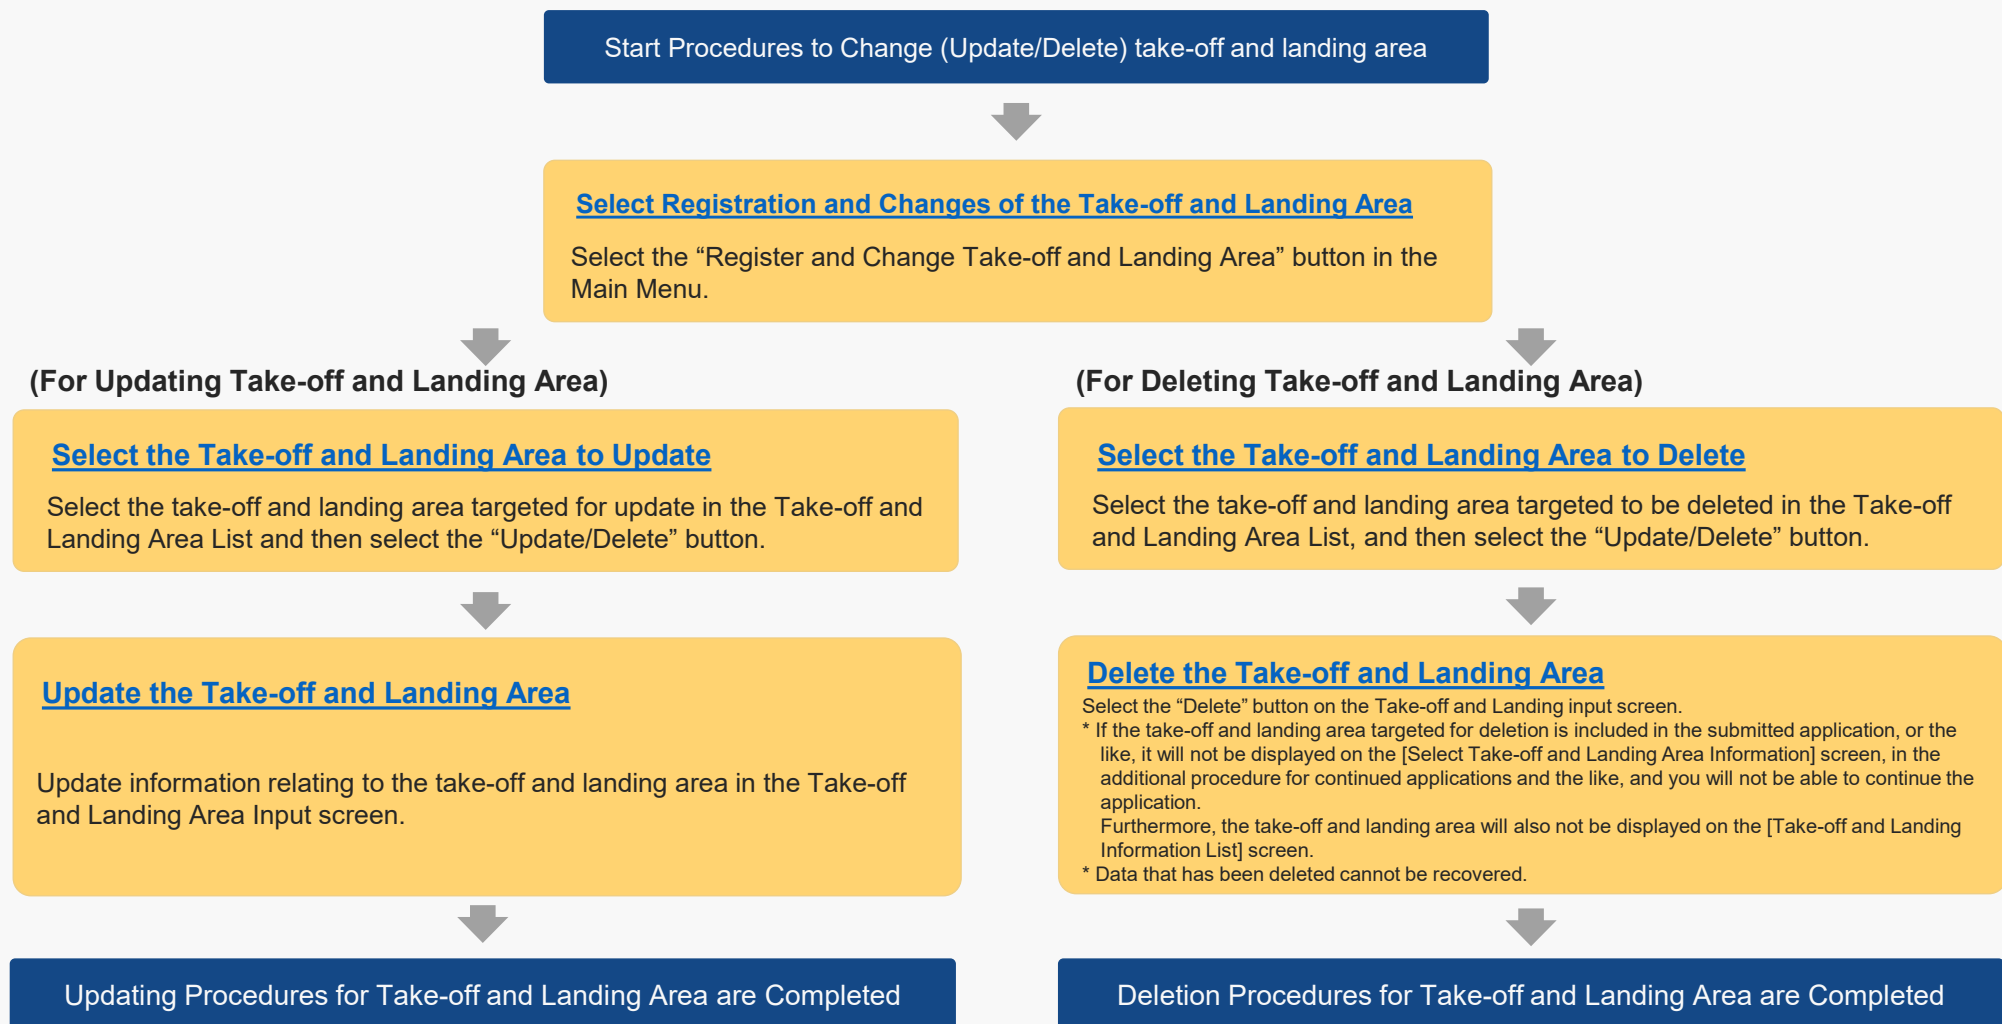 Start Procedures to Change (Update/Delete) take-off and landing area
Select Registration and Changes of the Take-off and Landing Area
Select the “Register and Change Take-off and Landing Area” button in the
Main Menu.
(For Updating Take-off and Landing Area)
Select the Take-off and Landing Area to Update
Select the take-off and landing area targeted for update in the Take-off and
Landing Area List and then select the “Update/Delete” button.
Update the Take-off and Landing Area
Update information relating to the take-off and landing area in the Take-off
and Landing Area Input screen.
Updating Procedures for Take-off and Landing Area are Completed
(For Deleting Take-off and Landing Area)
Select the Take-off and Landing Area to Delete
Select the take-off and landing area targeted to be deleted in the Take-off
and Landing Area List, and then select the “Update/Delete” button.
Delete the Take-off and Landing Area
Select the “Delete” button on the Take-off and Landing input screen.
* If the take-off and landing area targeted for deletion is included in the submitted application, or the
like, it will not be displayed on the [Select Take-off and Landing Area Information] screen, in the
additional procedure for continued applications and the like, and you will not be able to continue the
application.
Furthermore, the take-off and landing area will also not be displayed on the [Take-off and Landing
Information List] screen.
* Data that has been deleted cannot be recovered.
Deletion Procedures for Take-off and Landing Area are Completed